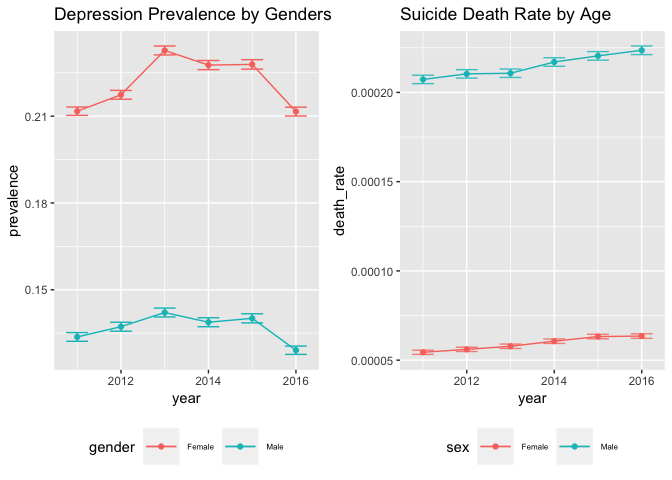 Depression Prevalence by Genders
prevalence
0.21
0.18
0.15
2012 2014 2016
year
gender Female Male
Suicide Death Rate by Age
death_rate
0.00020
0.00015
0.00010
0.00005
2012 2014 2016
year
sex Female Male